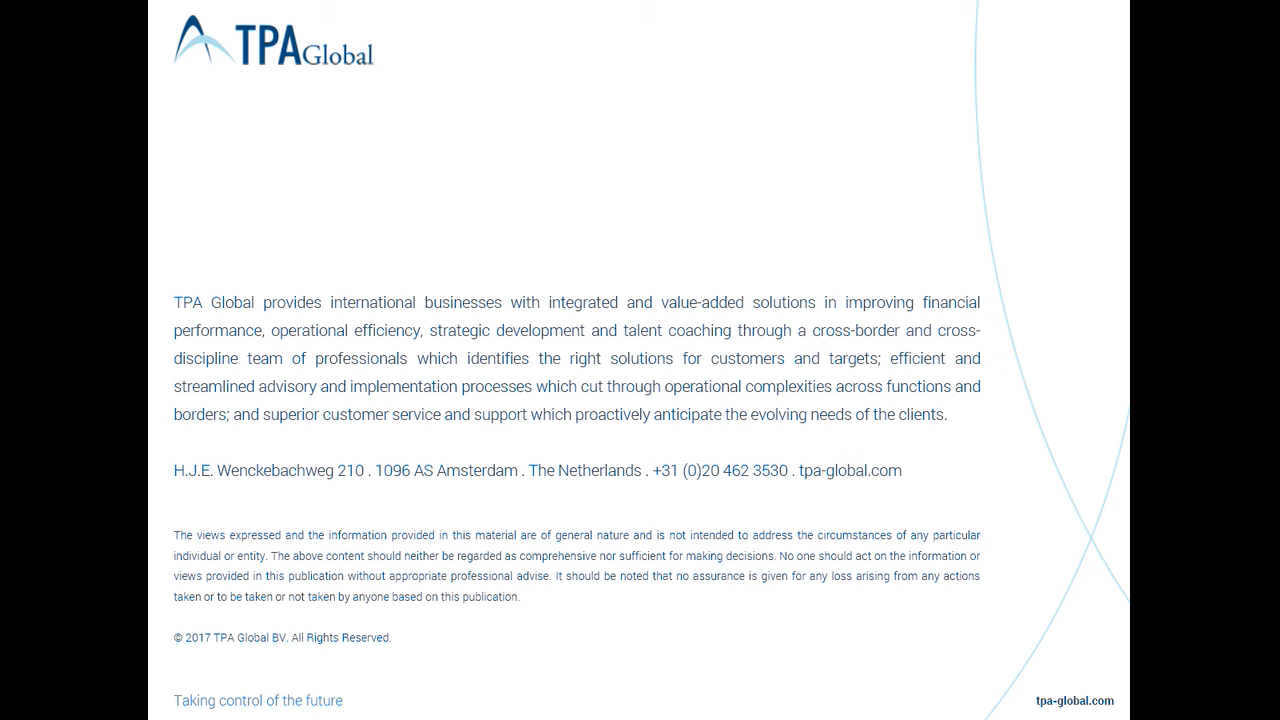 TPA Global
TPA Global provides international businesses with integrated and value-added solutions in improving financial
performance, operational efficiency, strategic development and talent coaching through a cross-border and cross-
discipline team of professionals which identifies the right solutions for customers and targets; efficient and
streamlined advisory and implementation processes which cut through operational complexities across functions and
borders; and superior customer service and support which proactively anticipate the evolving needs of the clients.
H.J.E. Wenckebachweg 210 . 1096 AS Amsterdam . The Netherlands . +31 (0)20 462 3530 . tpa-global.com
The views expressed and the information provided in this material are of general nature and is not intended to address the circumstances of any particular
individual or entity. The above content should neither be regarded as comprehensive nor sufficient for making decisions. No one should act on the information or
views provided in this publication without appropriate professional advise. It should be noted that no assurance is given for any loss arising from any actions
taken or to be taken or not taken by anyone based on this publication.
© 2017 TPA Global BV. All Rights Reserved.
Taking control of the future
tpa-global.com